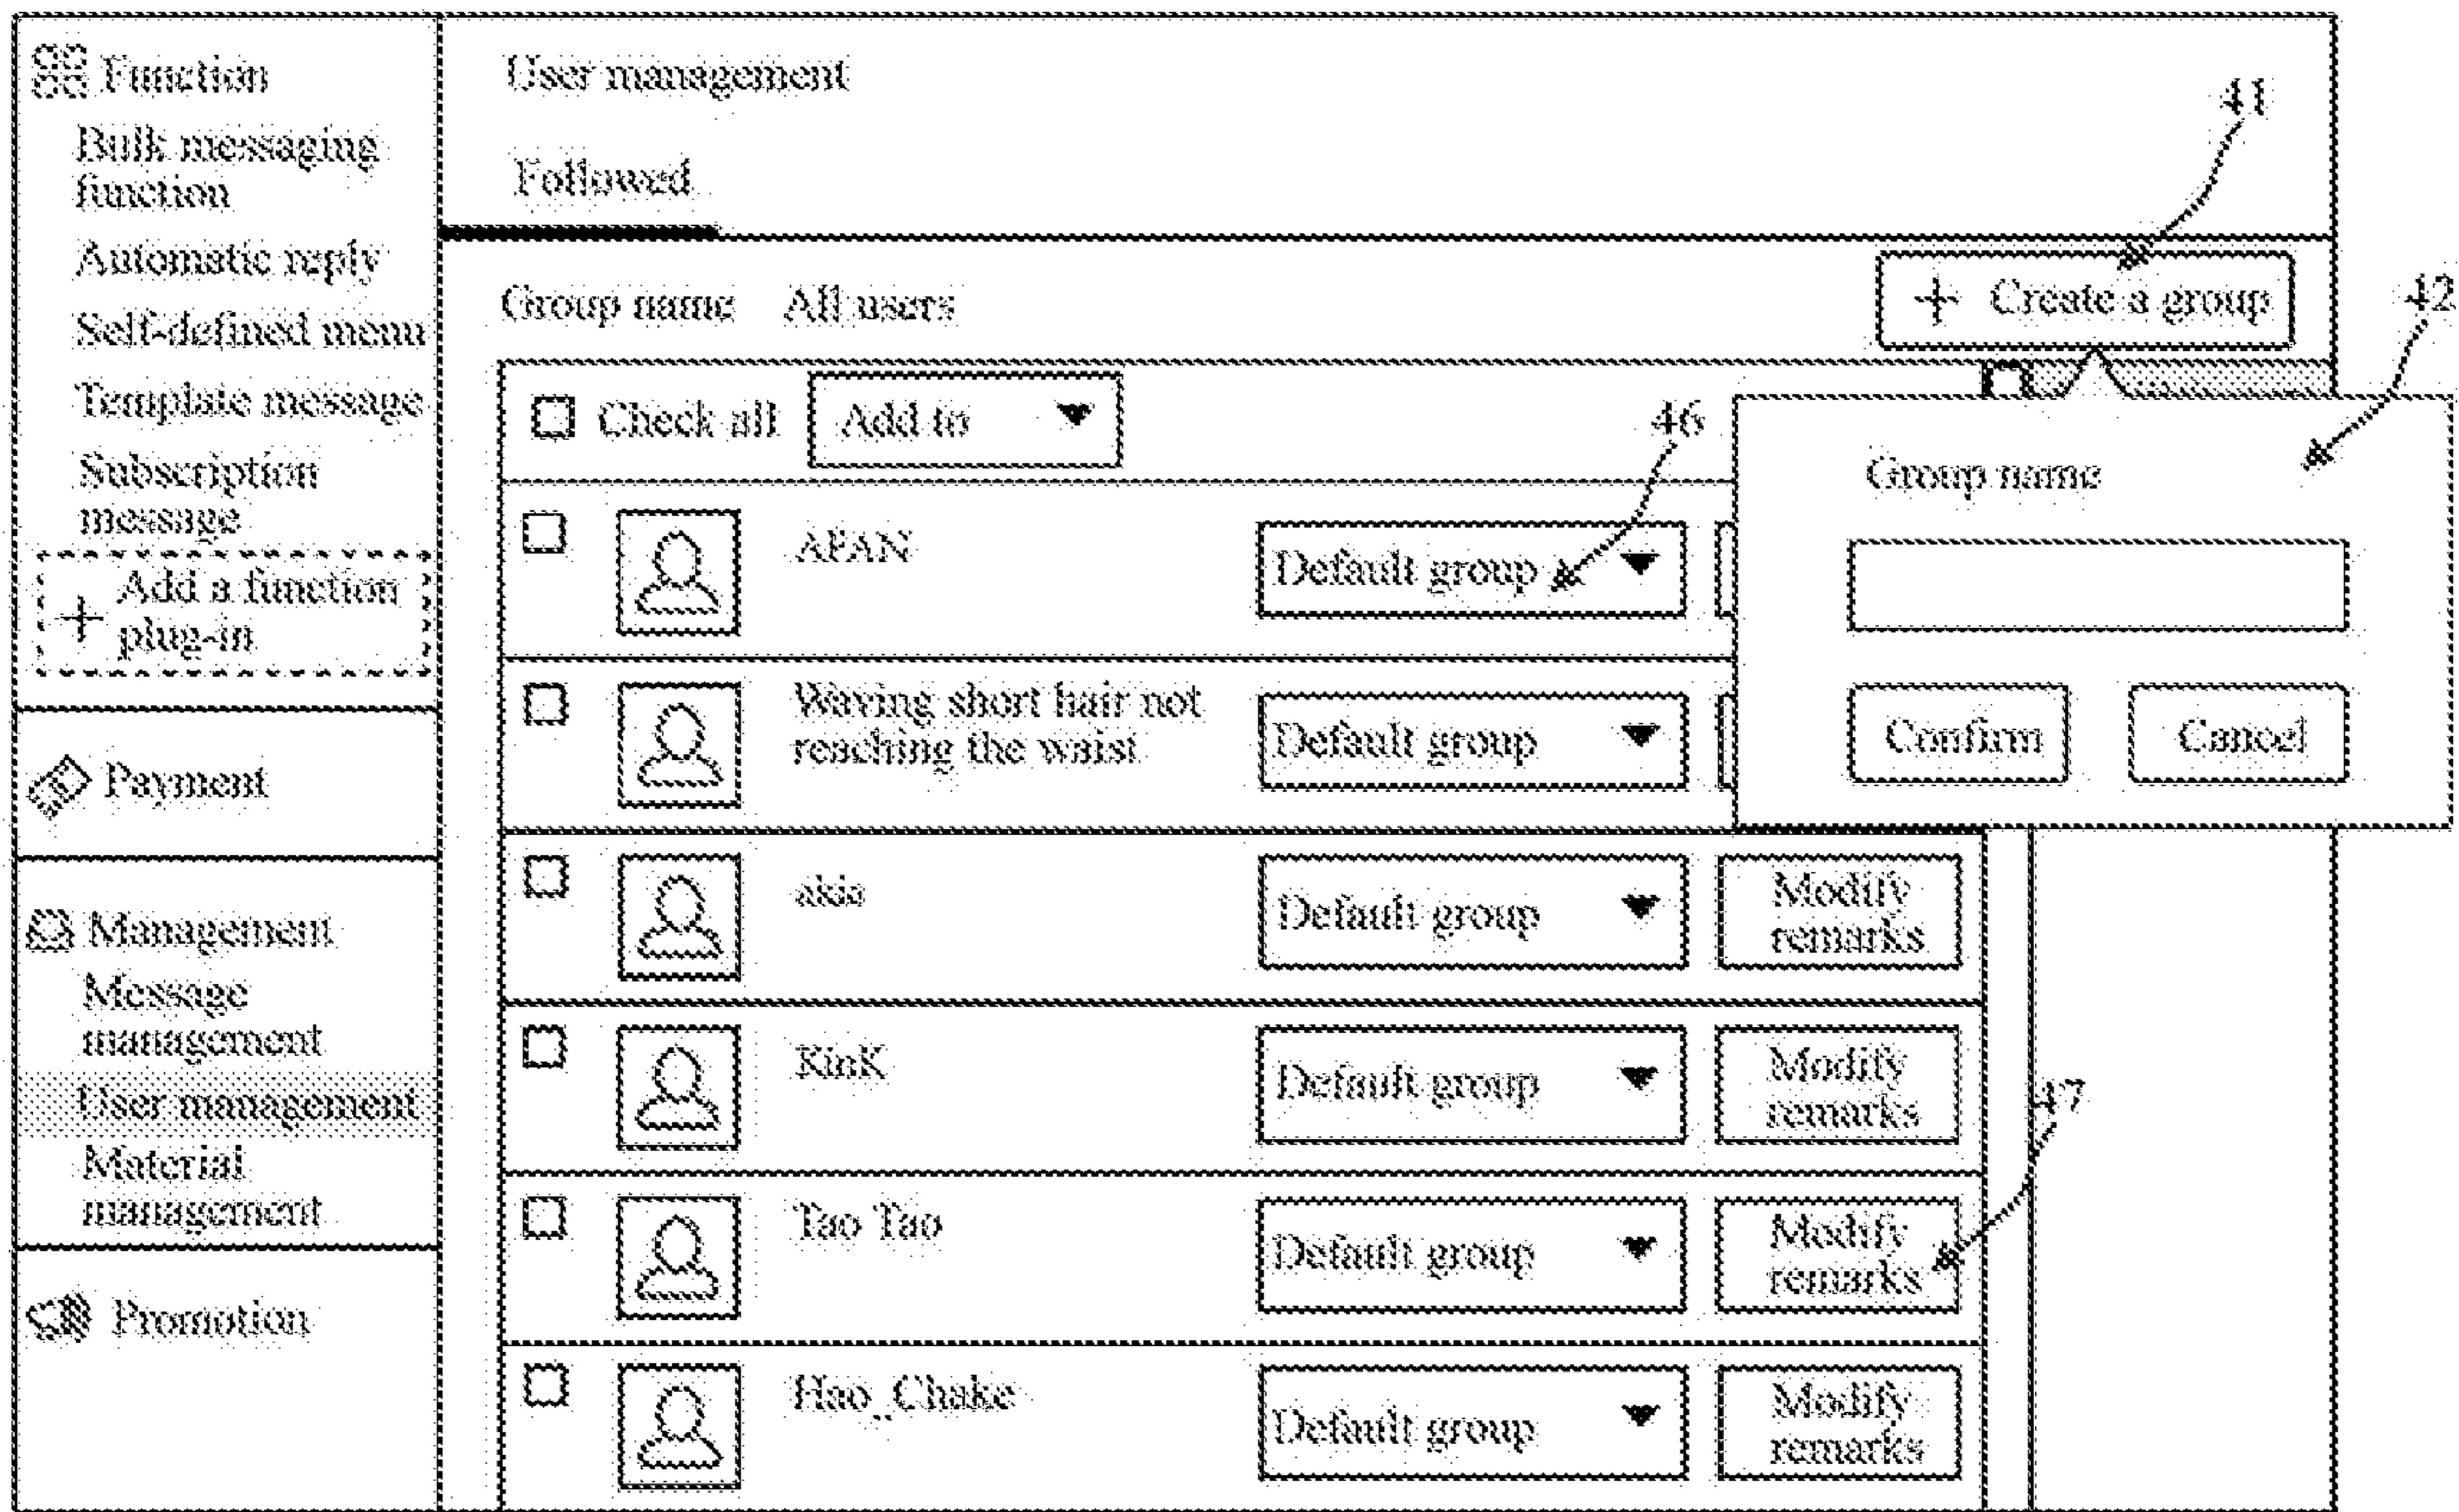 Function
Bulk messaging
function
Automatic reply
Self-defined menu
Template message
Subscription
message
+ Add a function
plug-in
Payment
Management
Message
management
User management
Material
management
Promotion
User management
Followed
41
Group name All users
+ Create a group
42
Check all Add to
46
Group name
Confirm Cancel
AFAN Default group
Waving short hair not
reaching the waist
Default group
akis Default group
Modify
remarks
KinK Default group
Modify
remarks
47
Tao Tao Default group
Modify
remarks
Hao_Chake Default group
Modify
remarks